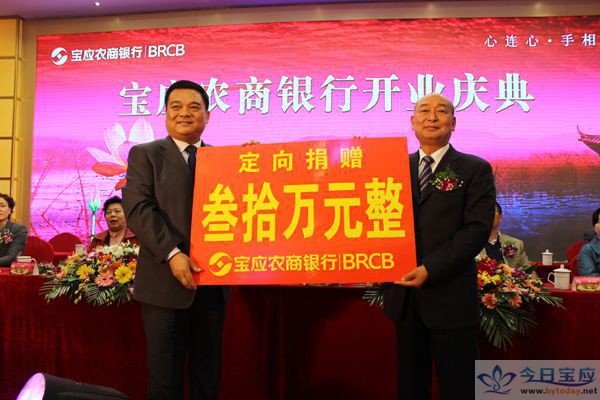 宝应农商银行 | BRCB
心连心·手相
宝应农商银行开业庆典
定向捐赠
叁拾万元整
宝应农商银行 | BRCB
今日宝应
www.bytoday.net